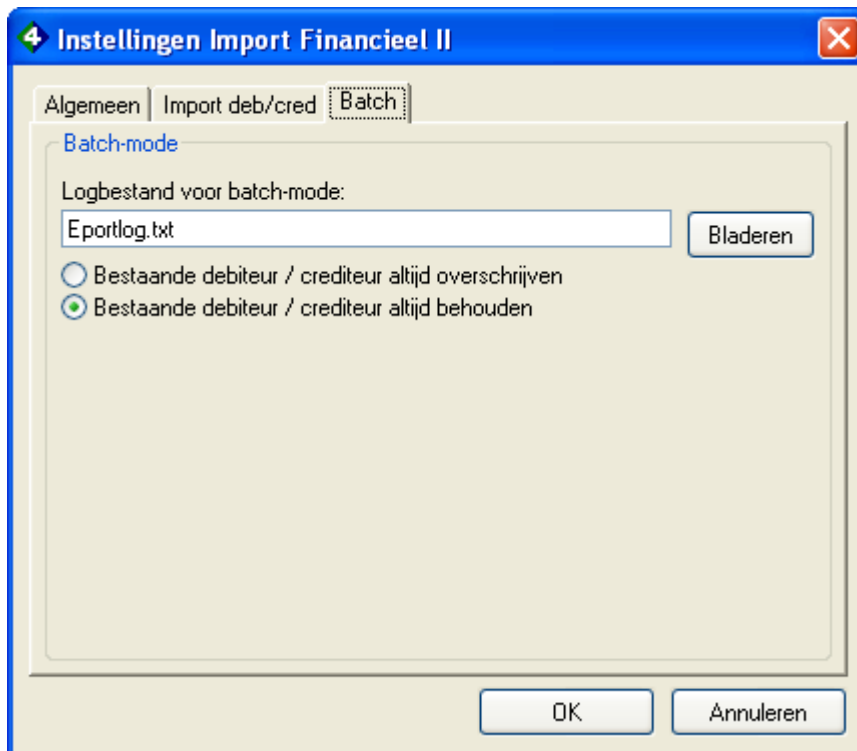 4 Instellingen Import Financieel II
Algemeen Import deb/cred Batch
Batch-mode
Logbestand voor batch-mode:
Eportlog.txt Bladeren
Bestaande debiteur / crediteur altijd overschrijven
Bestaande debiteur / crediteur altijd behouden
OK Annuleren